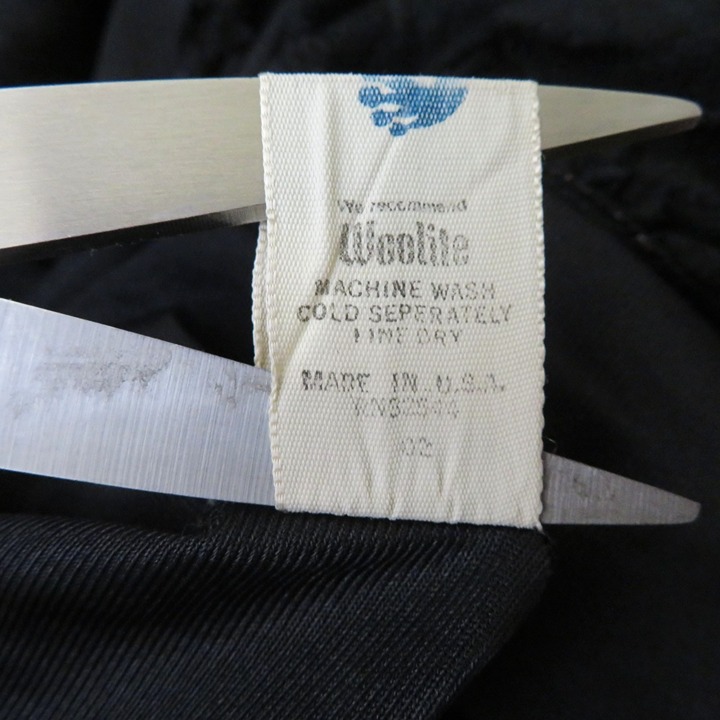 We recommend
Woolite
MACHINE WASH
COLD SEPERATELY
LINE DRY
MADE IN U.S.A.